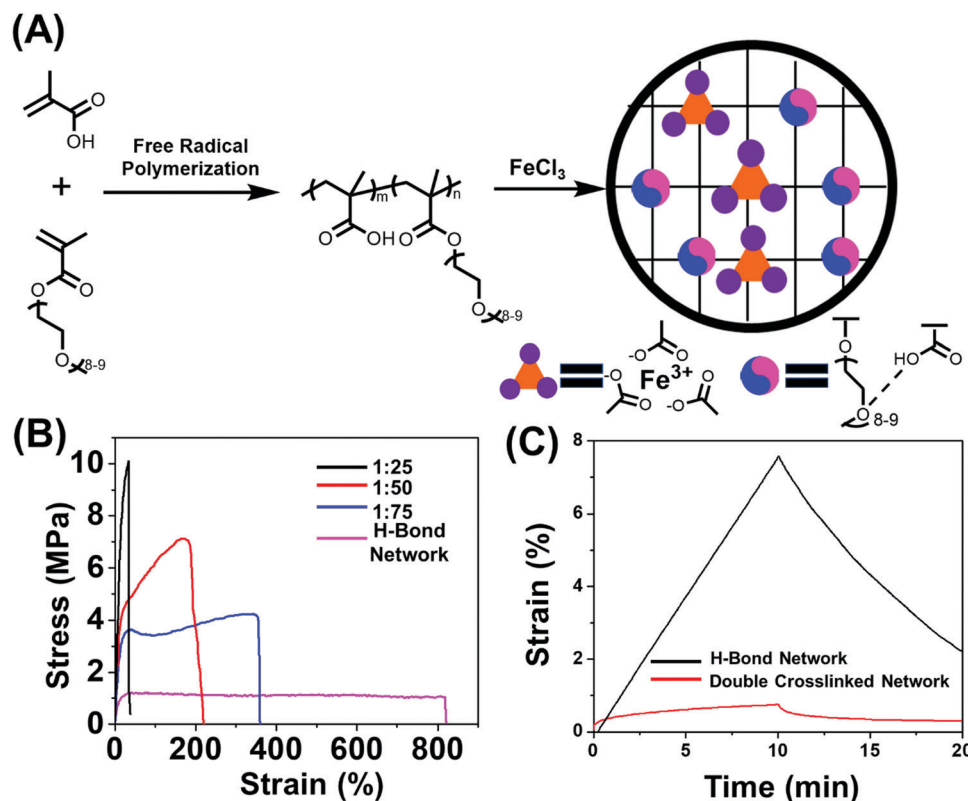 (A)
O
OH
+
O
O
O
8-9
Free Radical
Polymerization
m
n
O
OH
O
O
O
8-9
FeCl3
-O
O
-O
O
Fe3+
-O
O
O
O
8-9
HO
O
(B)
Stress (MPa)
10
8
6
4
2
0
0
200
400
600
800
Strain (%)
1:25
1:50
1:75
H-Bond
Network
(C)
Strain (%)
8
6
4
2
0
0
5
10
15
20
Time (min)
H-Bond Network
Double Crosslinked Network